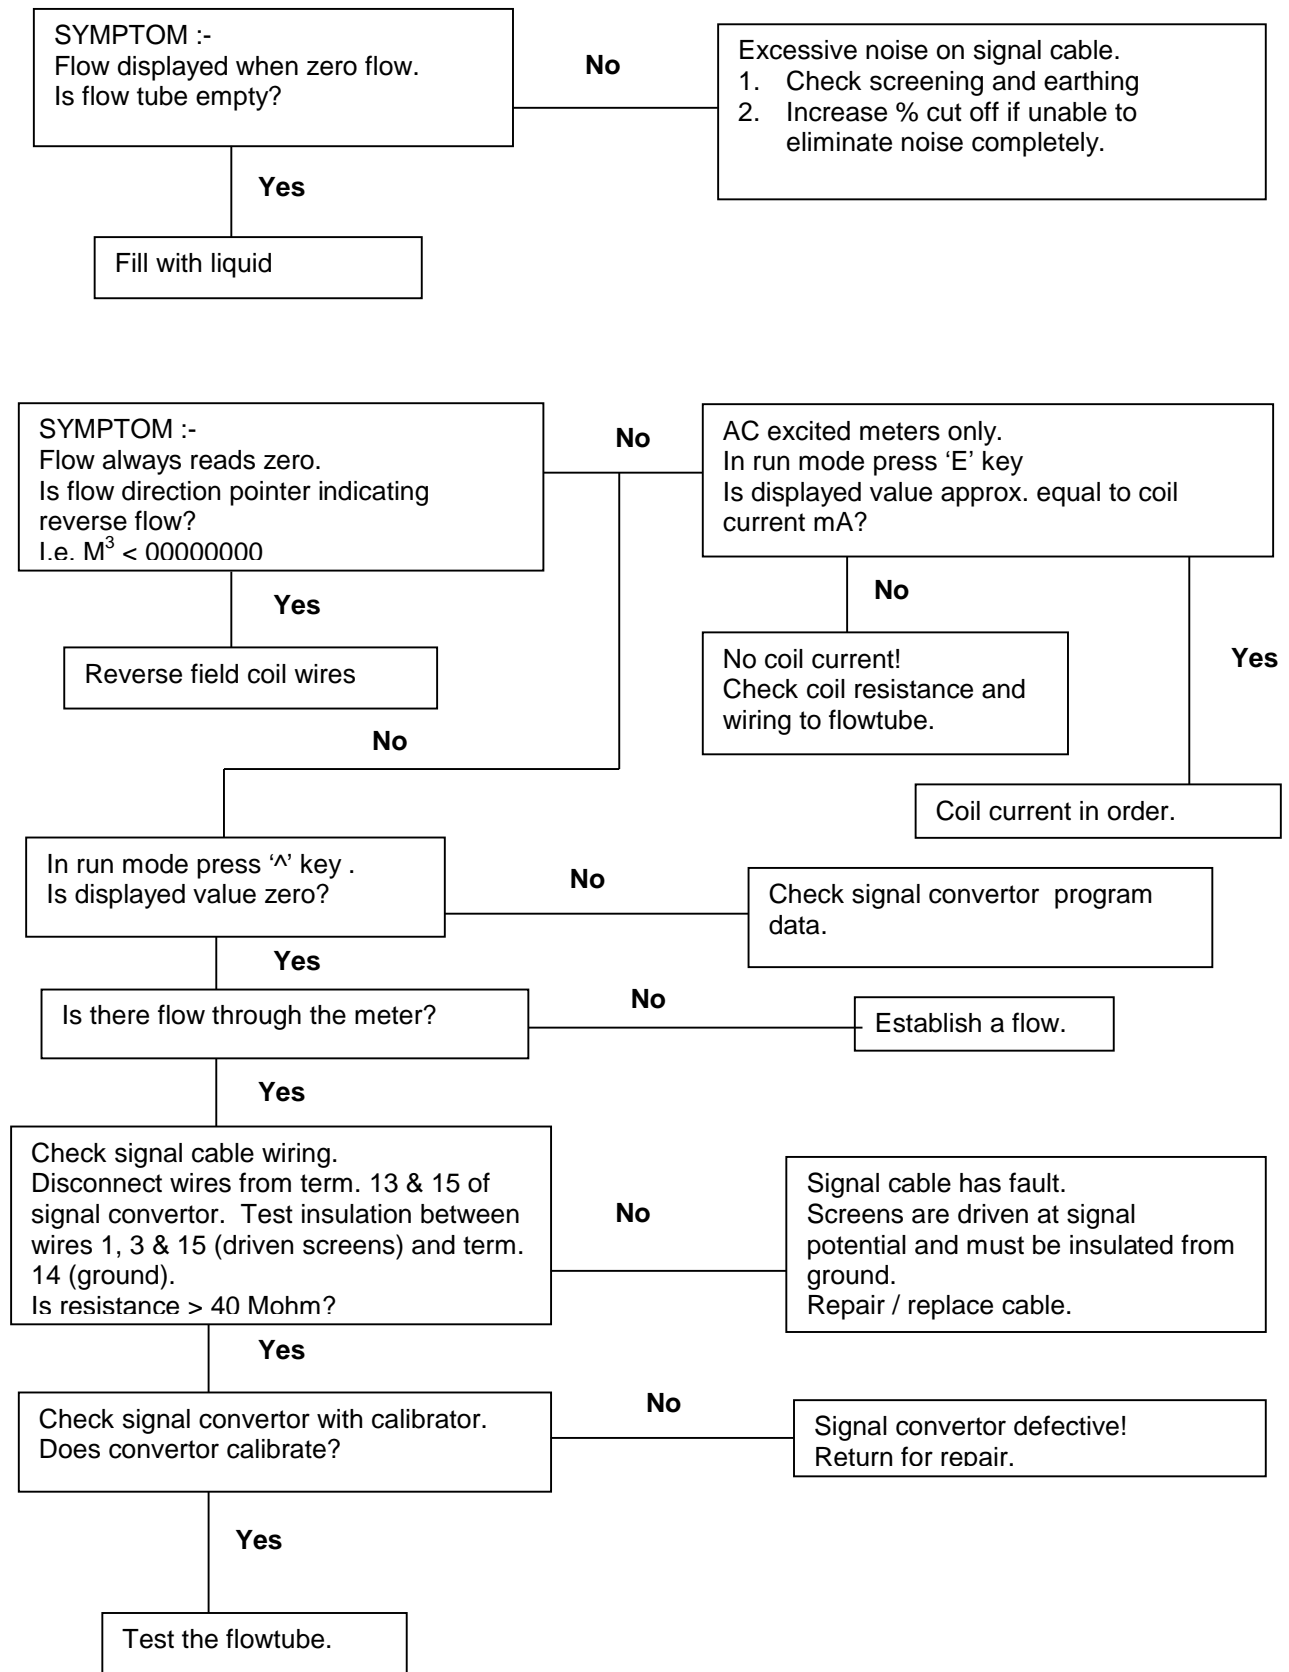 SYMPTOM :-
Flow displayed when zero flow.
Is flow tube empty?
No
Excessive noise on signal cable.
1. Check screening and earthing
2. Increase % cut off if unable to
eliminate noise completely.
Yes
Fill with liquid
SYMPTOM :-
Flow always reads zero.
Is flow direction pointer indicating
reverse flow?
I.e. M³ < 00000000
No
AC excited meters only.
In run mode press ‘E’ key
Is displayed value approx. equal to coil
current mA?
Yes
Reverse field coil wires
No
No coil current!
Check coil resistance and
wiring to flowtube.
Yes
Coil current in order.
No
In run mode press ‘^’ key .
Is displayed value zero?
No
Check signal convertor program
data.
Yes
Is there flow through the meter?
No
Establish a flow.
Yes
Check signal cable wiring.
Disconnect wires from term. 13 & 15 of
signal convertor. Test insulation between
wires 1, 3 & 15 (driven screens) and term.
14 (ground).
Is resistance > 40 Mohm?
No
Signal cable has fault.
Screens are driven at signal
potential and must be insulated from
ground.
Repair / replace cable.
Yes
Check signal convertor with calibrator.
Does convertor calibrate?
No
Signal convertor defective!
Return for repair.
Yes
Test the flowtube.